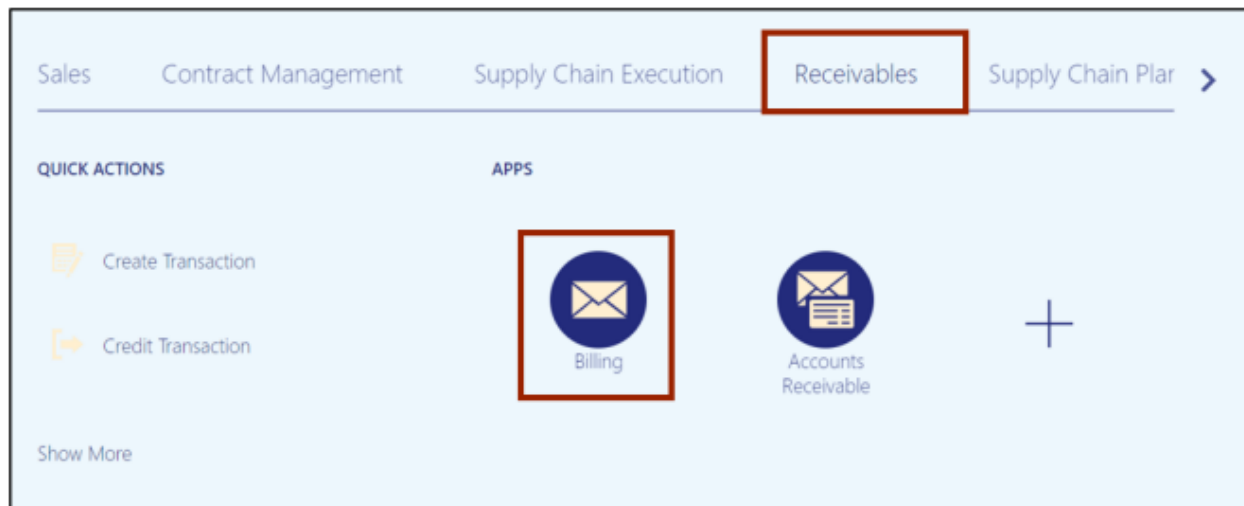 Sales Contract Management Supply Chain Execution Receivables Supply Chain Plar
QUICK ACTIONS APPS
Create Transaction
Credit Transaction
Billing
Accounts
Receivable
Show More